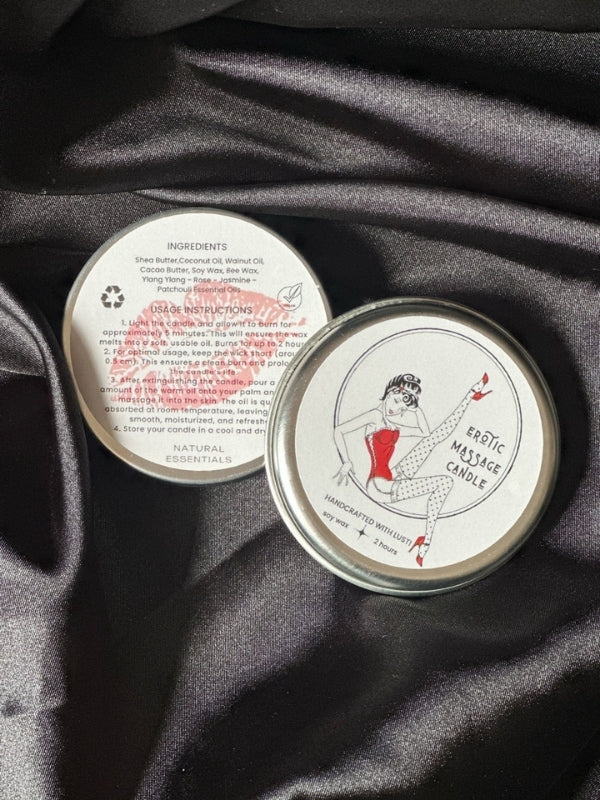 INGREDIENTS
Shea Butter,Coconut Oil, Walnut Oil,
Cacao Butter, Soy Wax, Bee Wax,
Ylang Ylang – Rose – Jasmine –
Patchouli Essential Oils
USAGE INSTRUCTIONS
1. Light the candle and allow it to burn for
approximately 5 minutes. This will ensure the wax
melts into usable oil. Burns for up to 2 hours
2. For optimal usage, keep the wick short (around
0.5 cm). This ensures a clean burn and
the candle
3. After extinguishing the candle, pour a
amount of the warm oil onto your palm and
massage it into the skin. The oil is
absorbed at room temperature, leaving
smooth, moisturized, and
4. Store your candle in a cool and dry
NATURAL
ESSENTIALS
EROTIC
MASSAGE
CANDLE
HANDCRAFTED WITH LUST!
soy wax
2 hours